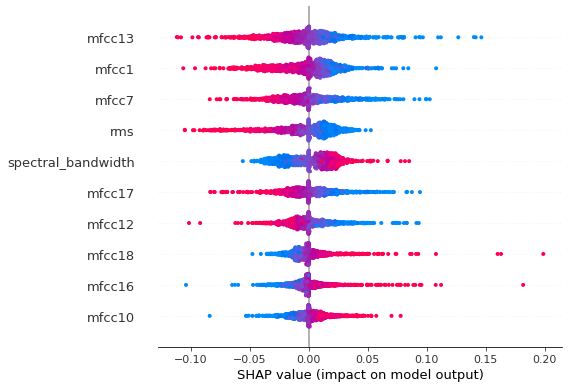 mfcc13
mfcc1
mfcc7
rms
spectral_bandwidth
mfcc17
mfcc12
mfcc18
mfcc16
mfcc10
−0.10 −0.05 0.00 0.05 0.10 0.15 0.20
SHAP value (impact on model output)